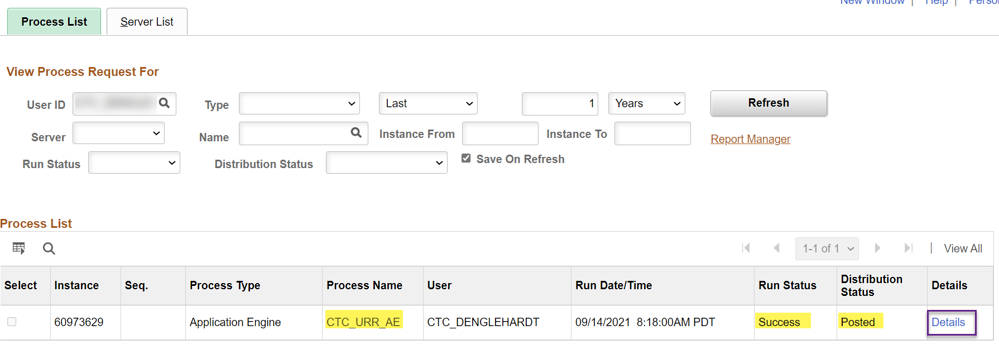 New Window | Help |
Process List
Server List
View Process Request For
User ID
Type
Last
1
Years
Refresh
Server
Name
Instance From
Instance To
Report Manager
Run Status
Distribution Status
Save On Refresh
Process List
1-1 of 1
| View All
Select Instance Seq. Process Type Process Name User Run Date/Time Run Status Distribution Status Details
60973629 Application Engine CTC_URR_AE CTC_DENGLEHARDT 09/14/2021 8:18:00AM PDT Success Posted Details